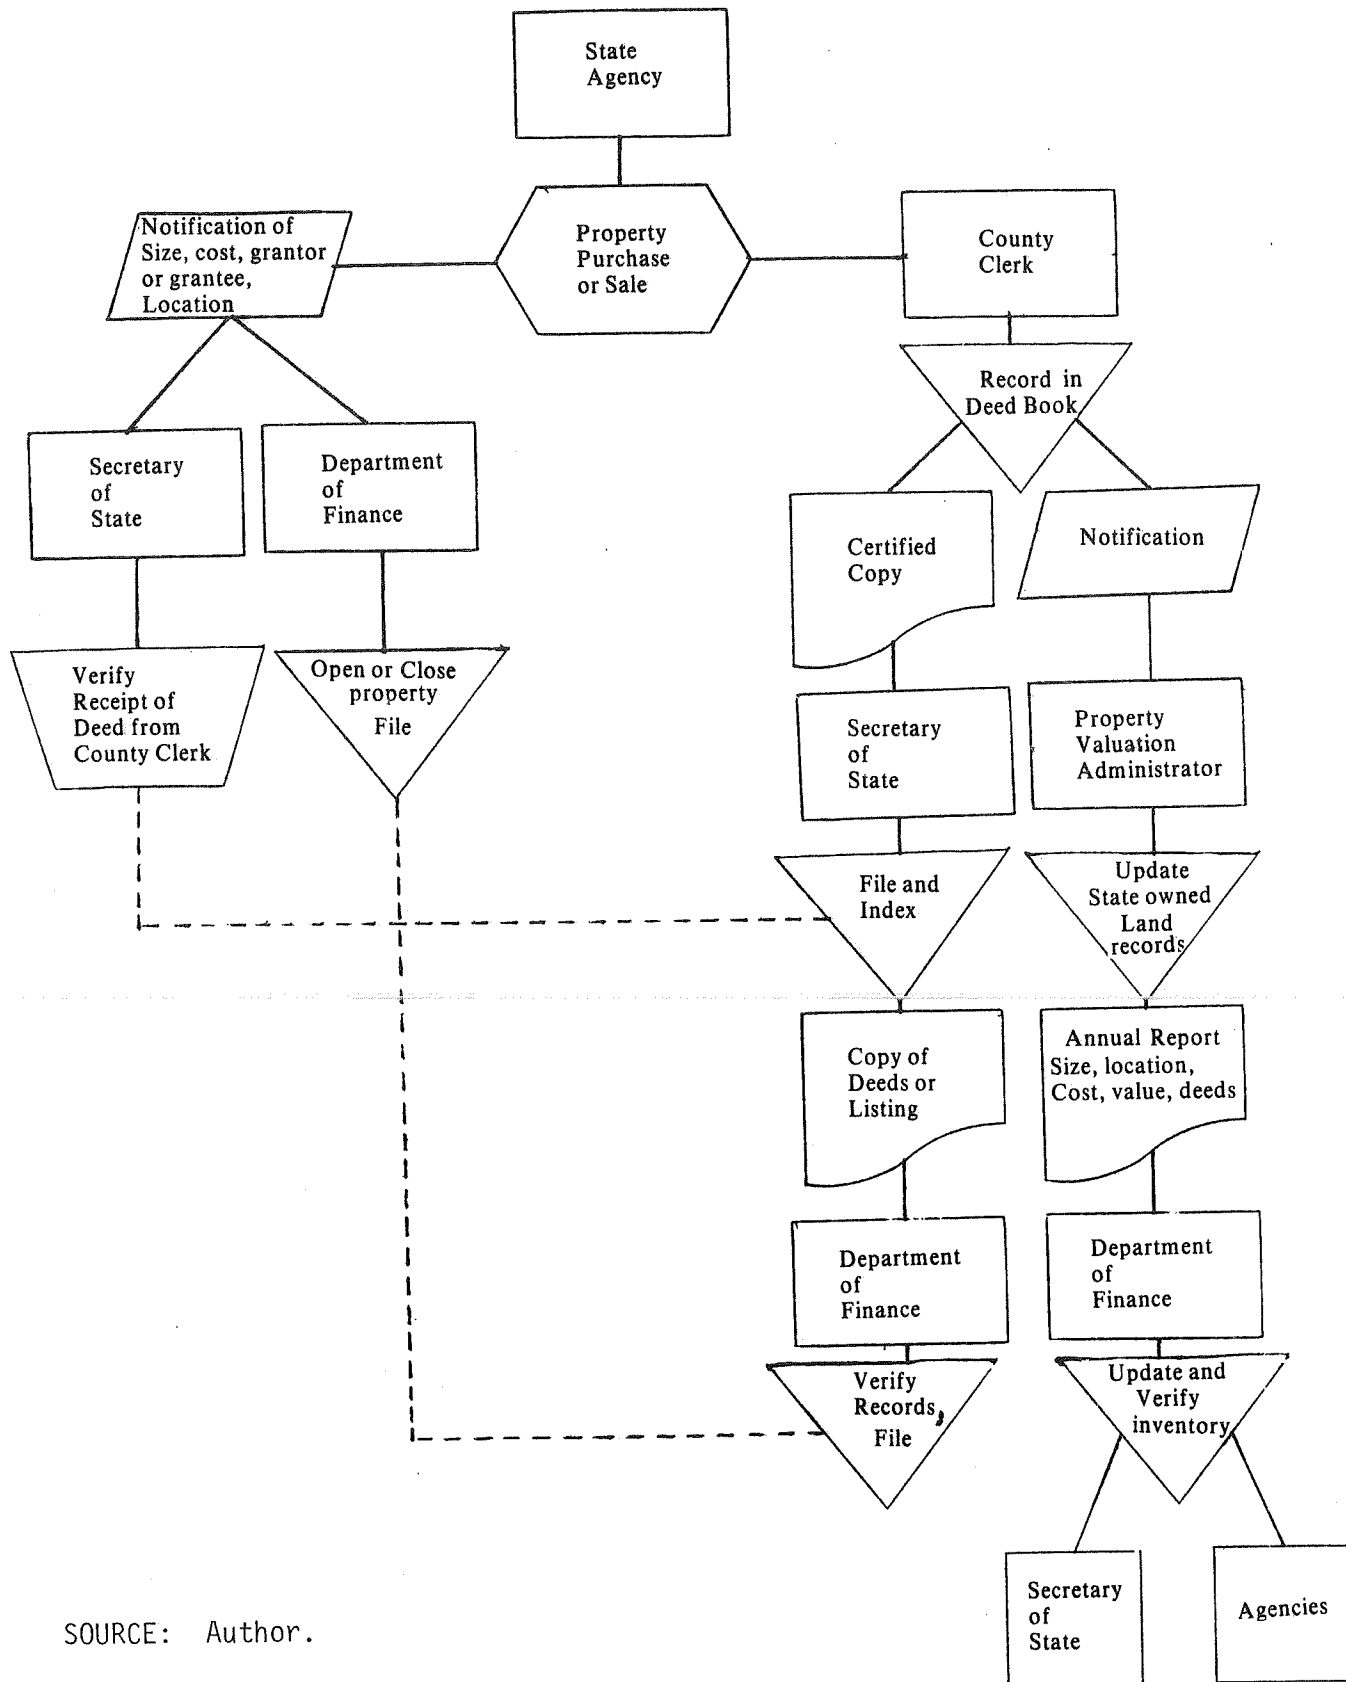 State
Agency
Notification of
Size, cost, grantor
or grantee,
Location
Property
Purchase
or Sale
County
Clerk
Record in
Deed Book
Secretary
of
State
Department
of
Finance
Certified
Copy
Notification
Verify
Receipt of
Deed from
County Clerk
Open or Close
property
File
Secretary
of
State
Property
Valuation
Administrator
File and
Index
Update
State owned
Land
records
Copy of
Deeds or
Listing
Annual Report
Size, location,
Cost, value, deeds
Department
of
Finance
Department
of
Finance
Verify
Records,
File
Update and
Verify
inventory
Secretary
of
State
Agencies
SOURCE: Author.